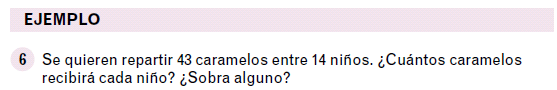 EJEMPLO
6 Se quieren repartir 43 caramelos entre 14 niños. ¿Cuántos caramelos
recibirá cada niño? ¿Sobra alguno?